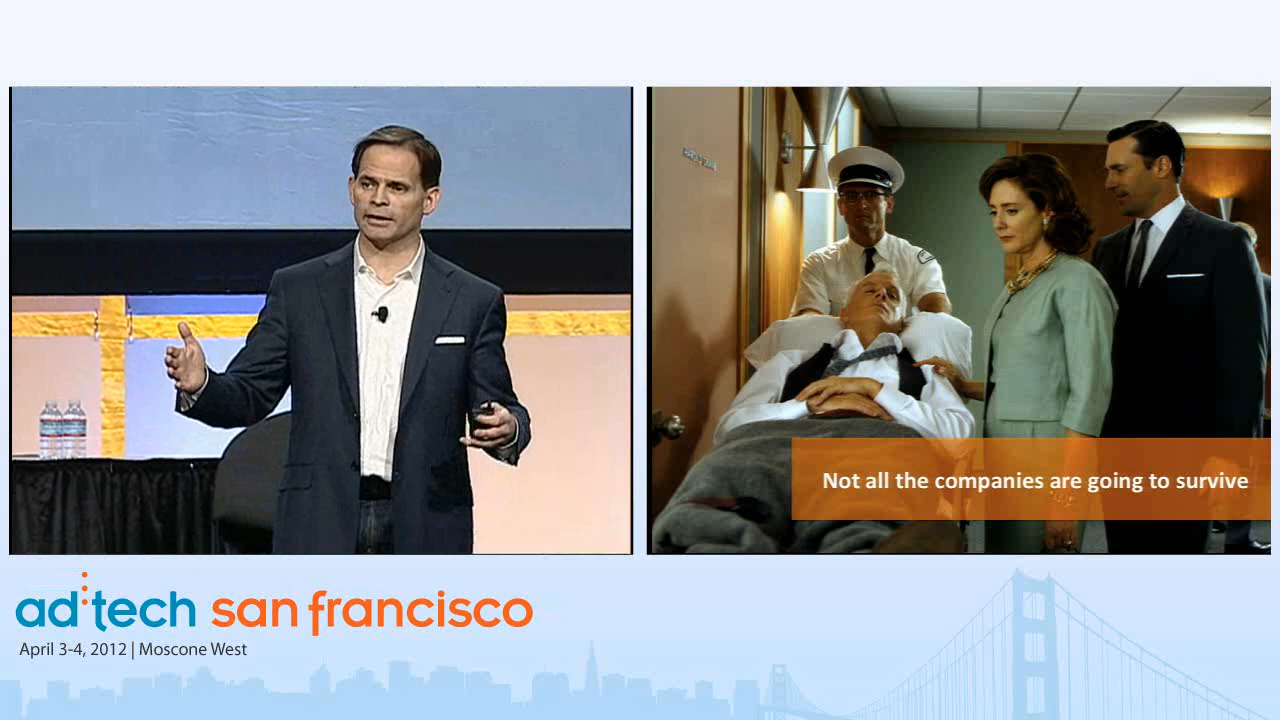 Not all the companies are going to survive
ad:tech san francisco
April 3-4, 2012 | Moscone West